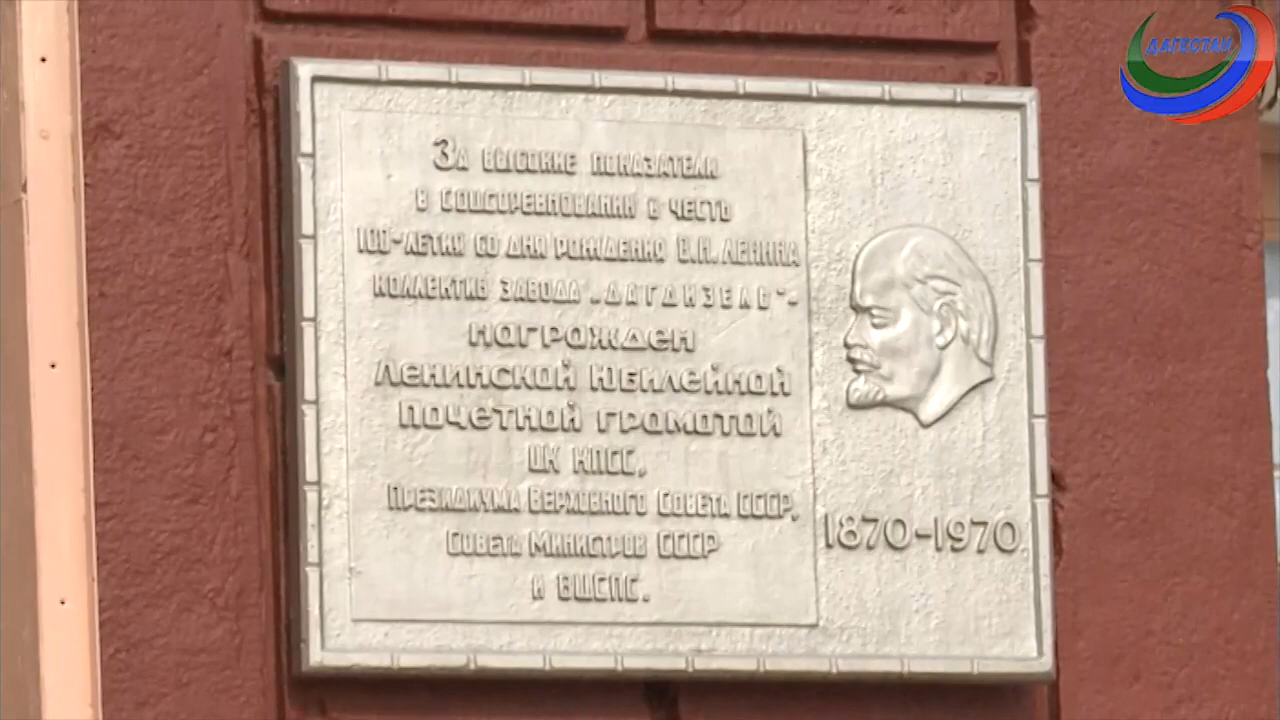 За высокие показатели
в соцсоревновании в честь
100-летия со дня рождения В.И. Ленина
коллектив завода „Дагдизель"-
награжден
Ленинской Юбилейной
Почетной грамотой
ЦК КПСС,
Президиума Верховного Совета СССР,
Совета Министров СССР
и ВЦСПС.
1870-1970
ДАГЕСТАН